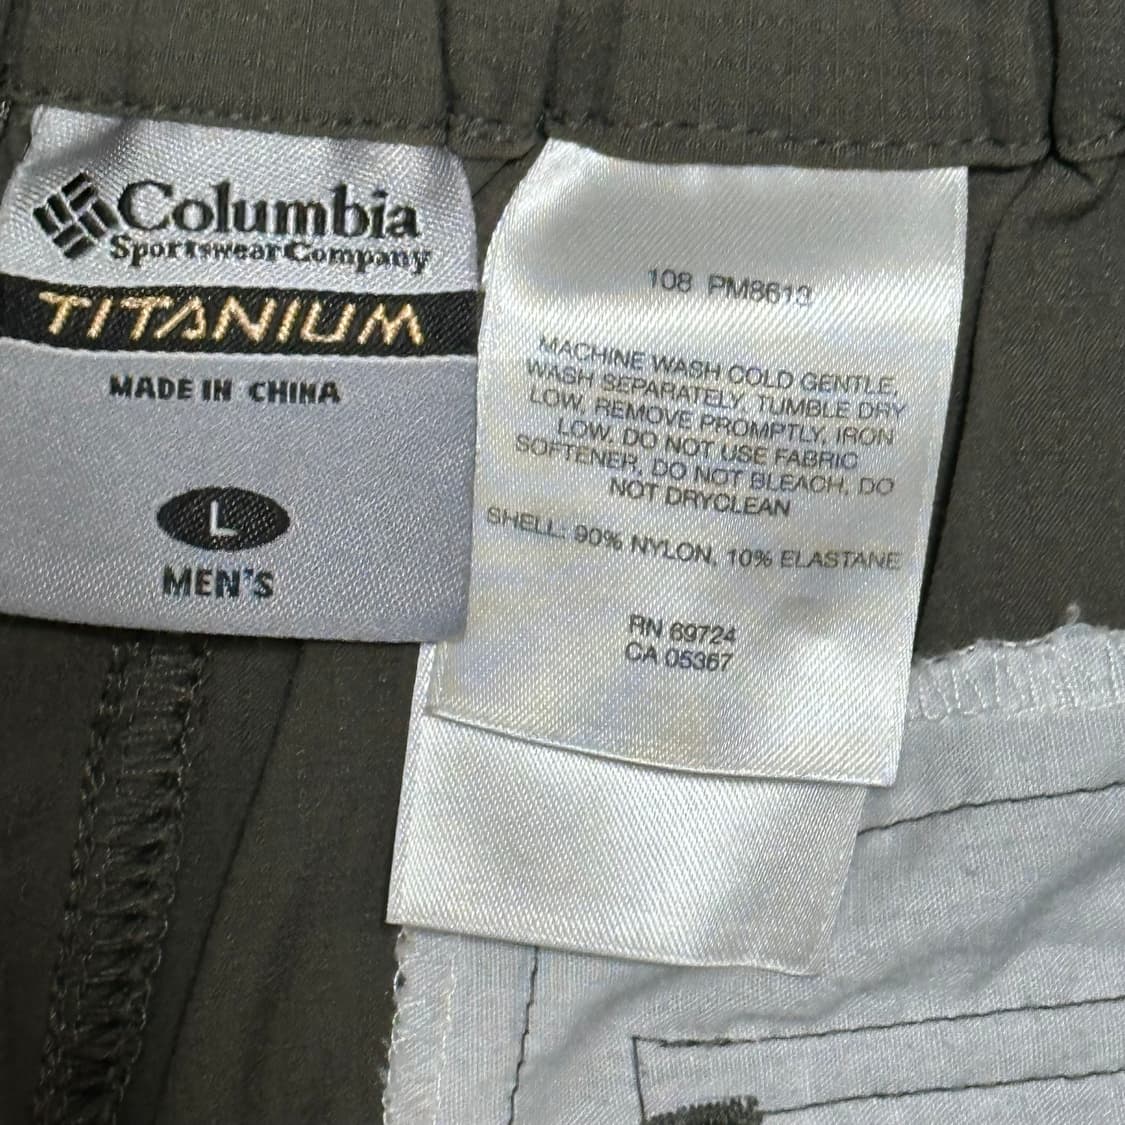 Columbia
Sportswear Company
TITANIUM
MADE IN CHINA
L
MEN'S
108 PM8613
MACHINE WASH COLD GENTLE,
WASH SEPARATELY, TUMBLE DRY
LOW, REMOVE PROMPTLY, IRON
LOW. DO NOT USE FABRIC
SOFTENER, DO NOT BLEACH, DO
NOT DRYCLEAN
SHELL: 90% NYLON, 10% ELASTANE
RN 69724
CA 05367